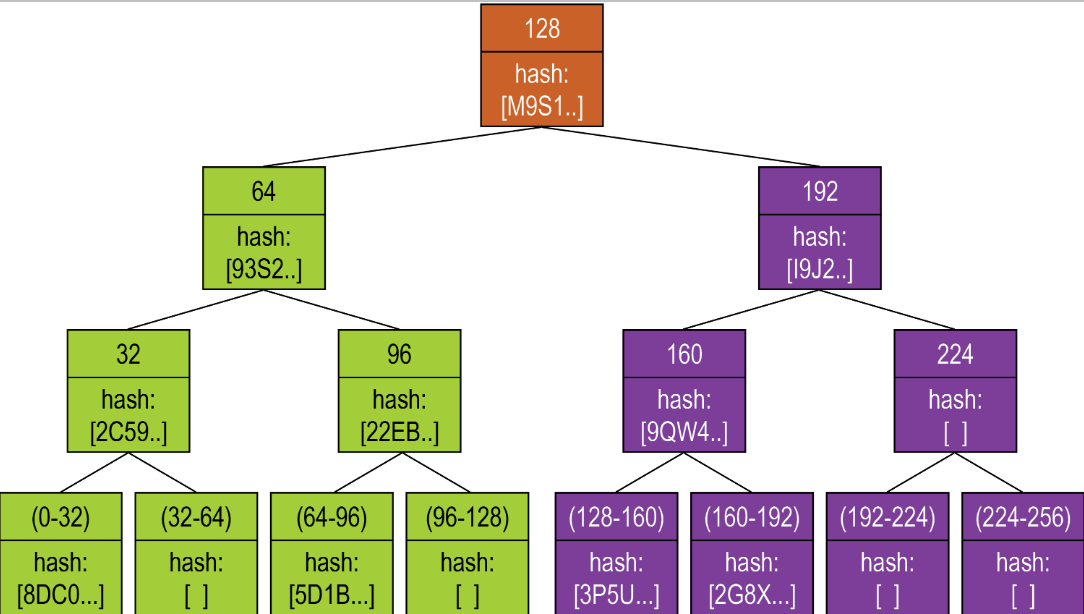 128
hash:
[M9S1..]
64
hash:
[93S2..]
192
hash:
[I9J2..]
32
hash:
[2C59..]
96
hash:
[22EB..]
160
hash:
[9QW4..]
224
hash:
[ ]
(0-32)
hash:
[8DC0...]
(32-64)
hash:
[ ]
(64-96)
hash:
[5D1B...]
(96-128)
hash:
[ ]
(128-160)
hash:
[3P5U...]
(160-192)
hash:
[2G8X...]
(192-224)
hash:
[ ]
(224-256)
hash:
[ ]